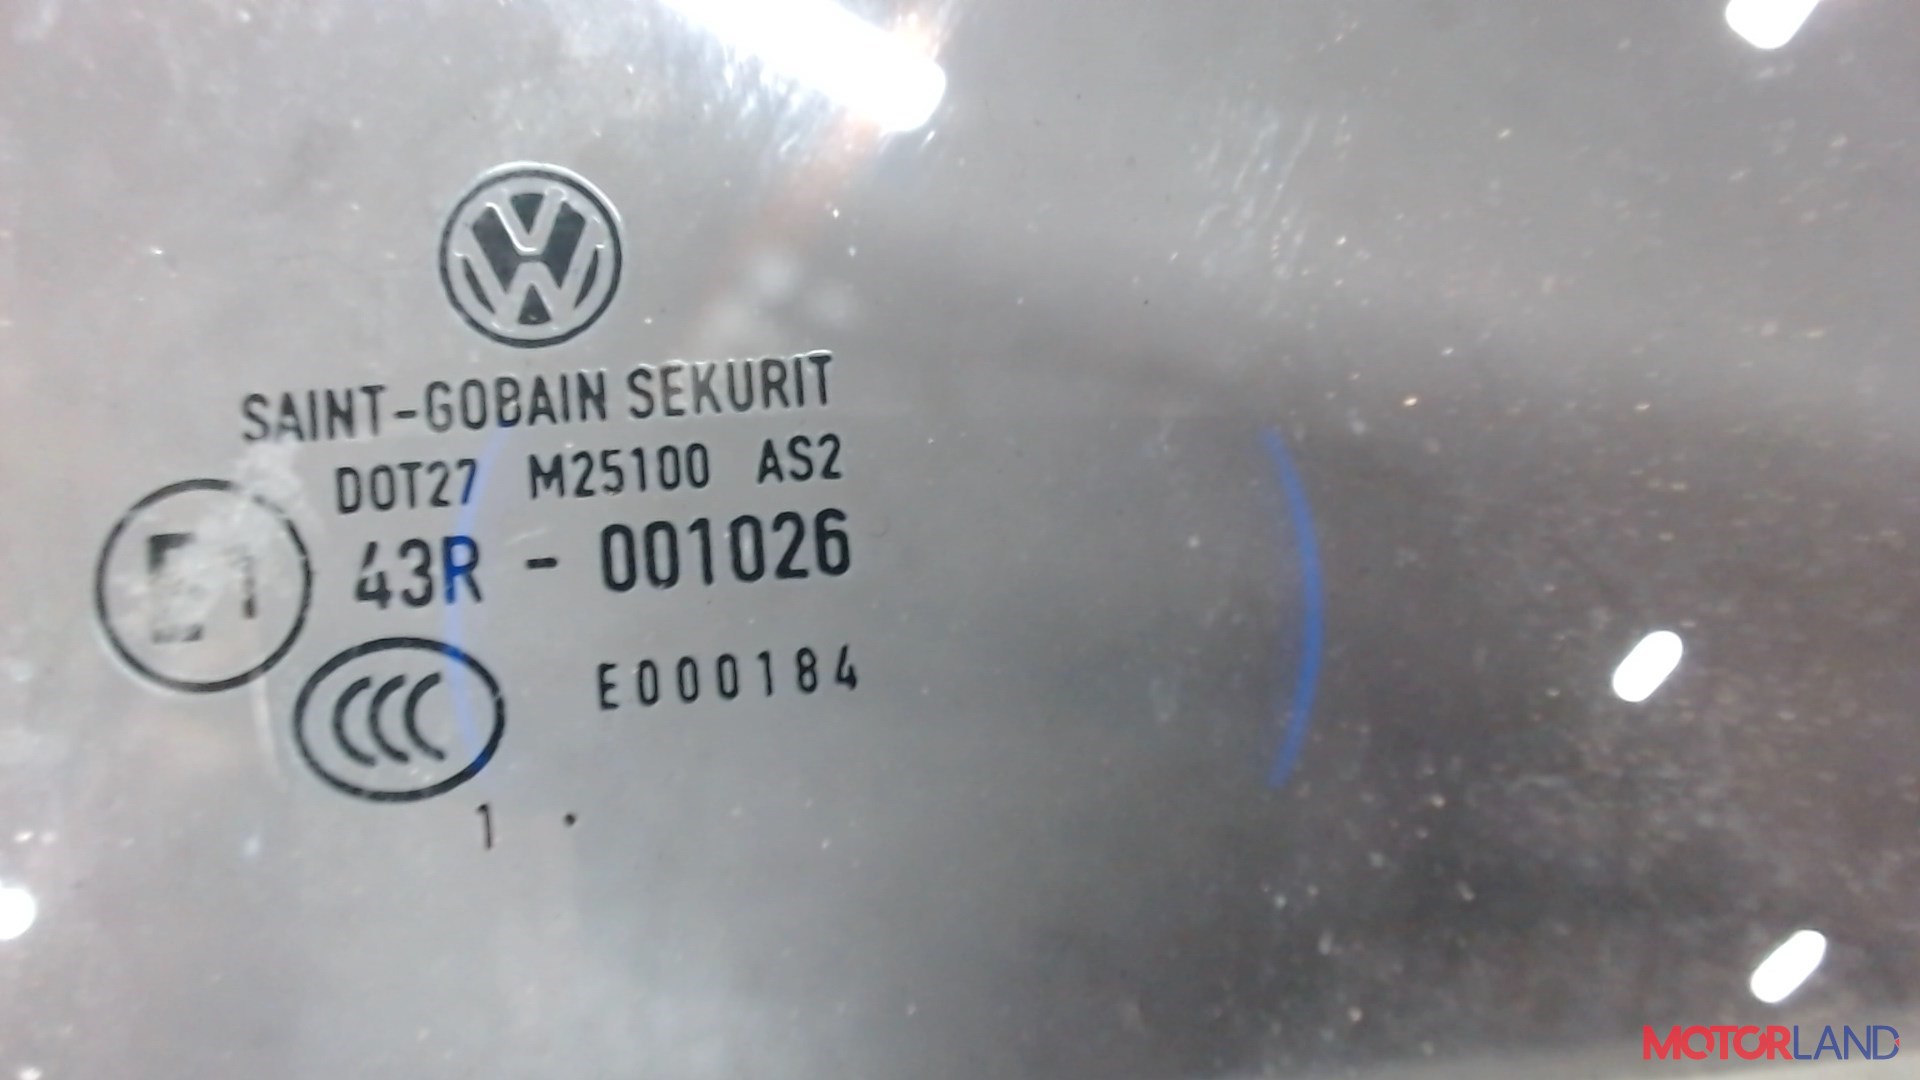 SAINT-GOBAIN SEKURIT
DOT27 M25100 AS2
43R - 001026
E000184
1 .
MOTORLAND